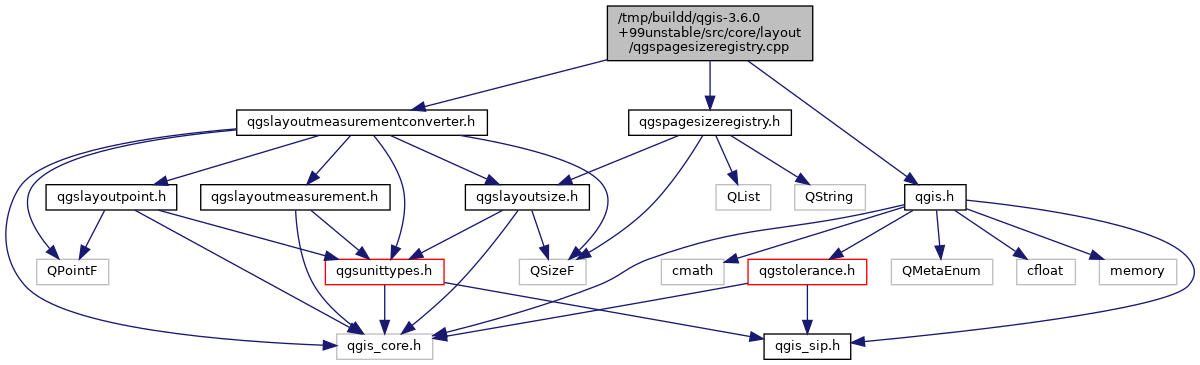 /tmp/buildd/qgis-3.6.0
+99unstable/src/core/layout
/qgspagesizeregistry.cpp
qgslayoutmeasurementconverter.h
qgspagesizeregistry.h
qgslayoutpoint.h
qgslayoutmeasurement.h
qgslayoutsize.h
QList
QString
qgis.h
QPointF
qgsunittypes.h
QSizeF
cmath
qgstolerance.h
QMetaEnum
cfloat
memory
qgis_core.h
qgis_sip.h